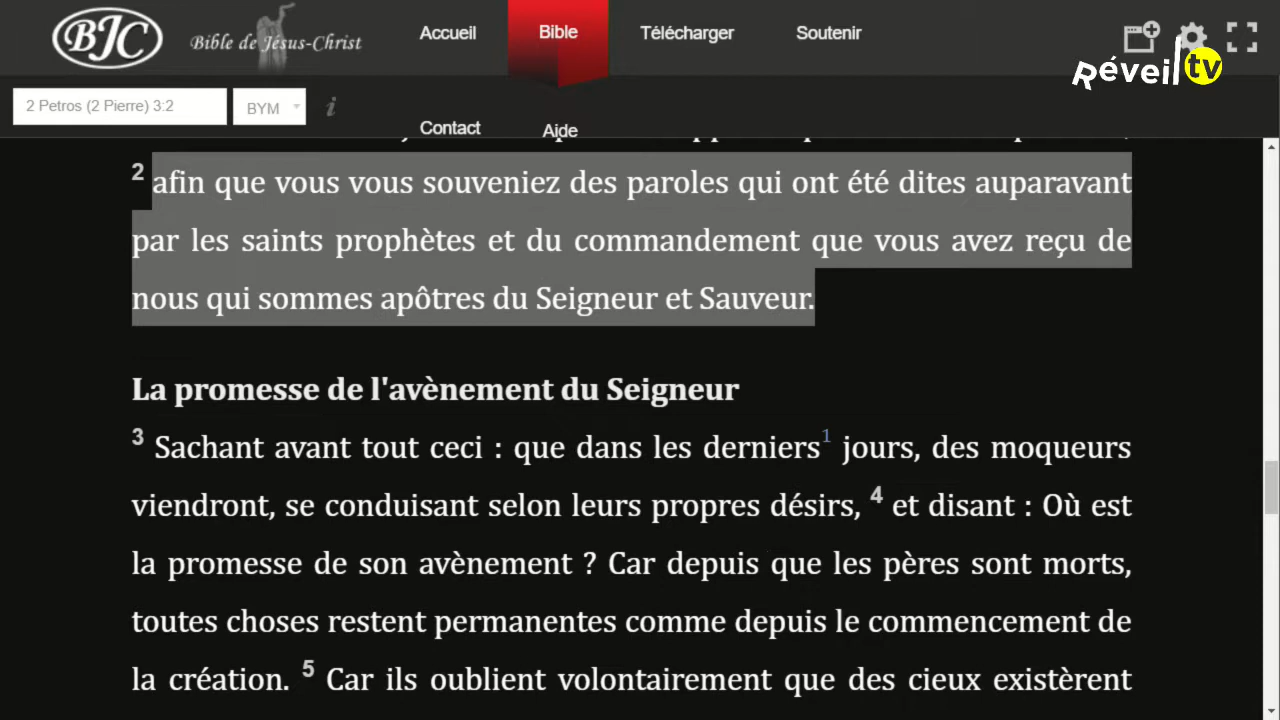 BJC Bible de Jésus-Christ Accueil Bible Télécharger Soutenir
Réveil tv
2 Petros (2 Pierre) 3:2 BYM i Contact Aide
2 afin que vous vous souveniez des paroles qui ont été dites auparavant
par les saints prophètes et du commandement que vous avez reçu de
nous qui sommes apôtres du Seigneur et Sauveur.
La promesse de l'avènement du Seigneur
3 Sachant avant tout ceci : que dans les derniers1 jours, des moqueurs
viendront, se conduisant selon leurs propres désirs, 4 et disant : Où est
la promesse de son avènement ? Car depuis que les pères sont morts,
toutes choses restent permanentes comme depuis le commencement de
la création. 5 Car ils oublient volontairement que des cieux existèrent